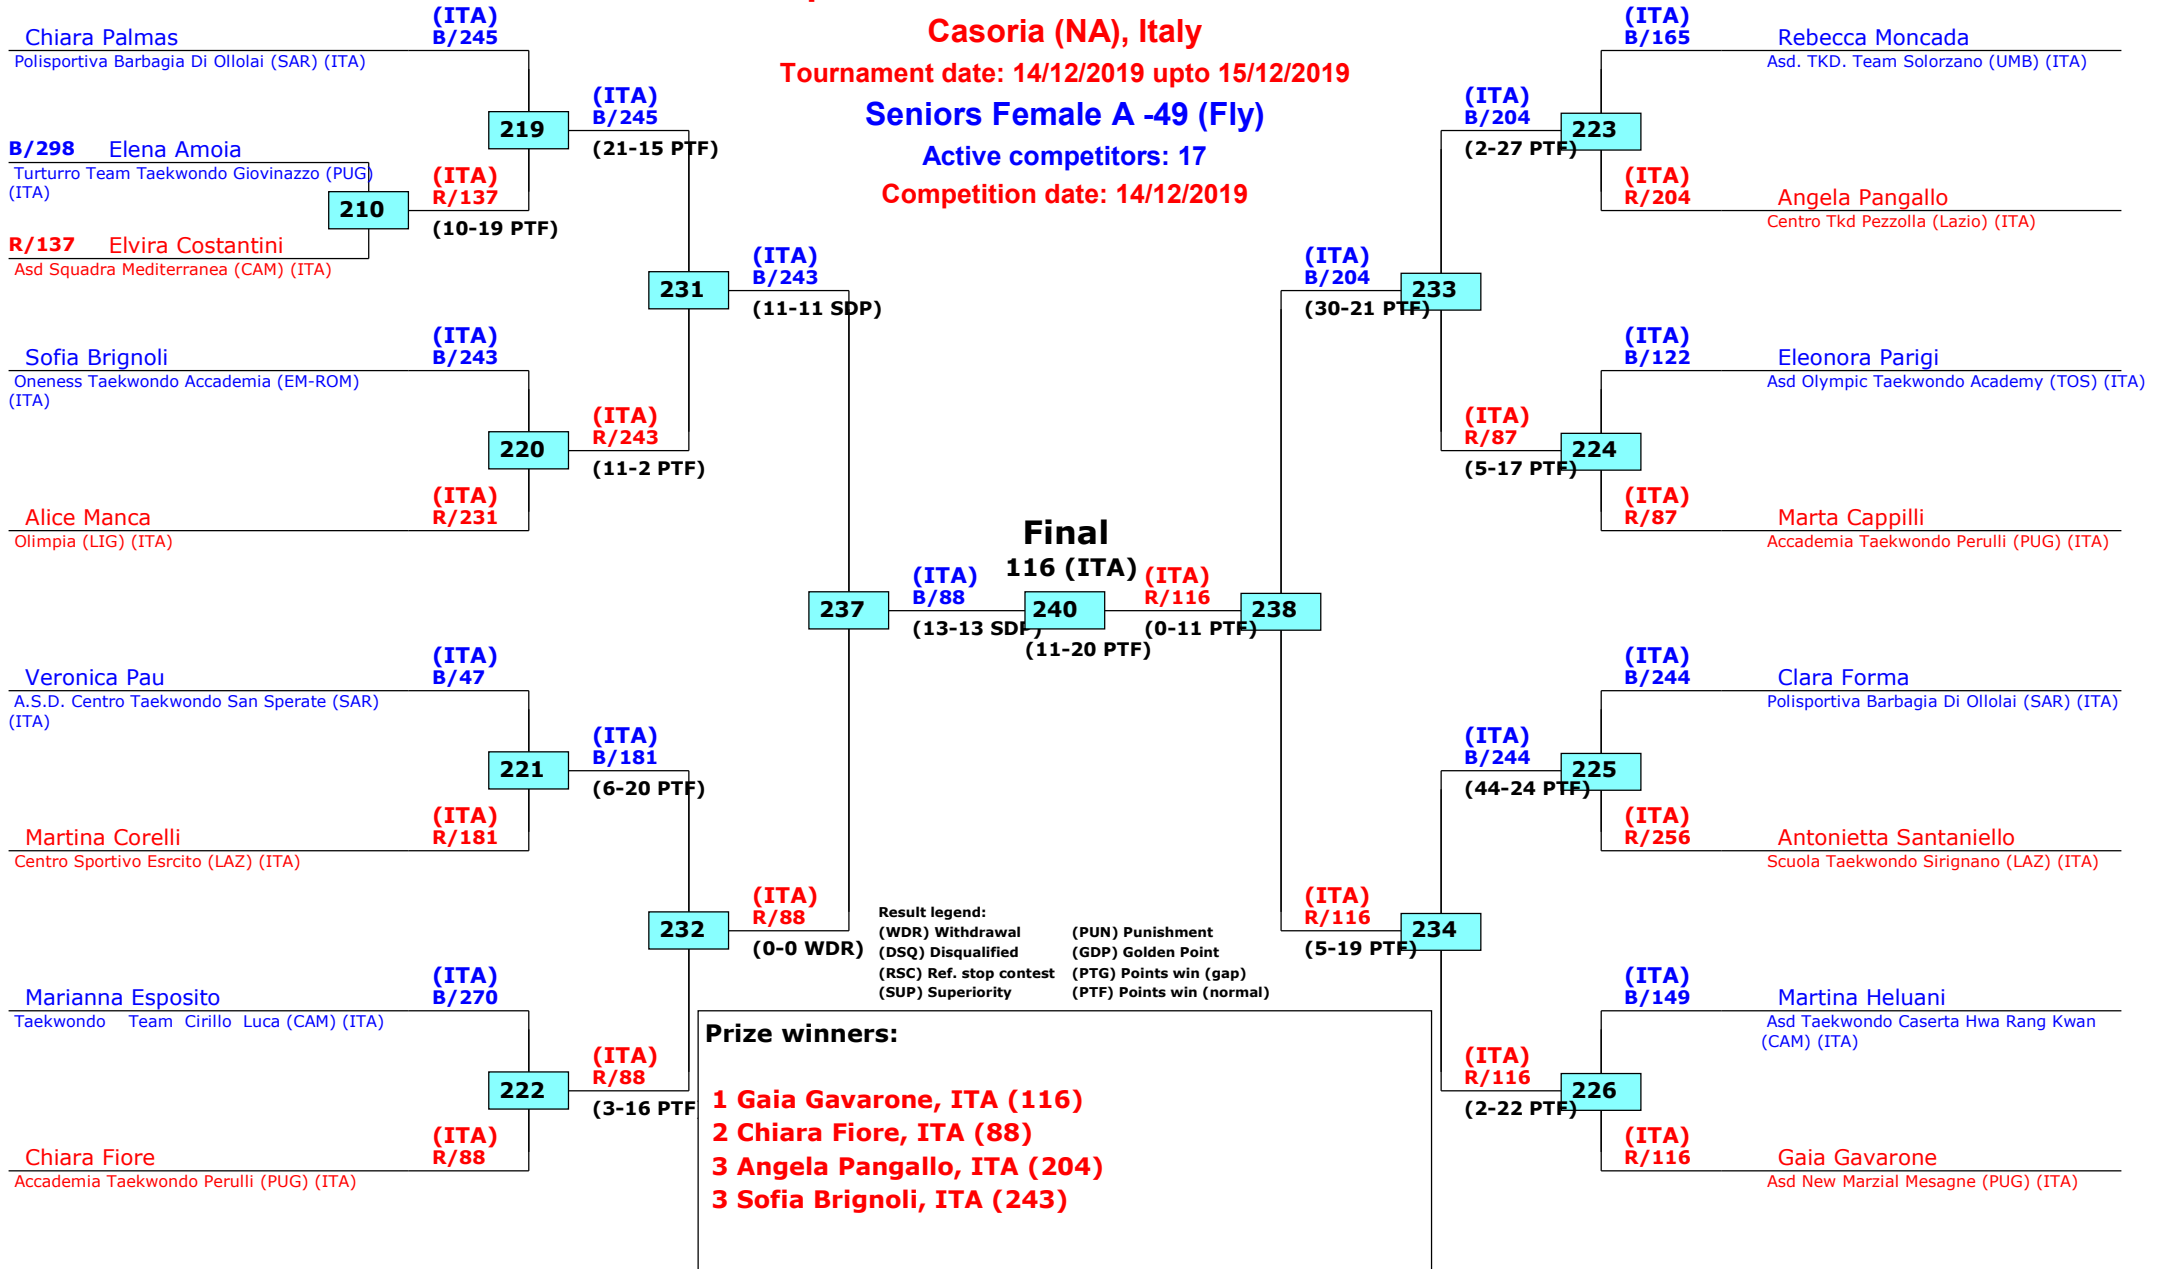 Casoria (NA), Italy
Tournament date: 14/12/2019 upto 15/12/2019
Seniors Female A -49 (Fly)
Active competitors: 17
Competition date: 14/12/2019
Chiara Palmas
(ITA)
B/245
Polisportiva Barbagia Di Ollolai (SAR) (ITA)
219
(ITA)
B/245
(21-15 PTF)
B/298 Elena Amoia
Turturro Team Taekwondo Giovinazzo (PUG)
(ITA)
210
(ITA)
R/137
(10-19 PTF)
R/137 Elvira Costantini
Asd Squadra Mediterranea (CAM) (ITA)
231
(ITA)
B/243
(11-11 SDP)
Sofia Brignoli
(ITA)
B/243
Oneness Taekwondo Accademia (EM-ROM)
(ITA)
220
(ITA)
R/243
(11-2 PTF)
Alice Manca
(ITA)
R/231
Olimpia (LIG) (ITA)
237
(ITA)
B/88
(13-13 SDP)
Final
116 (ITA)
240
(11-20 PTF)
(ITA)
R/116
(0-11 PTF)
238
Veronica Pau
(ITA)
B/47
A.S.D. Centro Taekwondo San Sperate (SAR)
(ITA)
221
(ITA)
B/181
(6-20 PTF)
Martina Corelli
(ITA)
R/181
Centro Sportivo Esrcito (LAZ) (ITA)
232
(ITA)
R/88
(0-0 WDR)
Marianna Esposito
(ITA)
B/270
Taekwondo Team Cirillo Luca (CAM) (ITA)
222
(ITA)
R/88
(3-16 PTF
Chiara Fiore
(ITA)
R/88
Accademia Taekwondo Perulli (PUG) (ITA)
(ITA)
B/165
Rebecca Moncada
Asd. TKD. Team Solorzano (UMB) (ITA)
(ITA)
B/204
(2-27 PTF)
223
(ITA)
R/204
Angela Pangallo
Centro Tkd Pezzolla (Lazio) (ITA)
(ITA)
B/204
(30-21 PTF)
233
(ITA)
B/122
Eleonora Parigi
Asd Olympic Taekwondo Academy (TOS) (ITA)
(ITA)
R/87
(5-17 PTF)
224
(ITA)
R/87
Marta Cappilli
Accademia Taekwondo Perulli (PUG) (ITA)
(ITA)
B/244
Clara Forma
Polisportiva Barbagia Di Ollolai (SAR) (ITA)
(ITA)
B/244
(44-24 PTF)
225
(ITA)
R/256
Antonietta Santaniello
Scuola Taekwondo Sirignano (LAZ) (ITA)
(ITA)
R/116
(5-19 PTF)
234
(ITA)
B/149
Martina Heluani
Asd Taekwondo Caserta Hwa Rang Kwan
(CAM) (ITA)
(ITA)
R/116
(2-22 PTF)
226
(ITA)
R/116
Gaia Gavarone
Asd New Marzial Mesagne (PUG) (ITA)
Result legend:
(WDR) Withdrawal (PUN) Punishment
(DSQ) Disqualified (GDP) Golden Point
(RSC) Ref. stop contest (PTG) Points win (gap)
(SUP) Superiority (PTF) Points win (normal)
Prize winners:
1 Gaia Gavarone, ITA (116)
2 Chiara Fiore, ITA (88)
3 Angela Pangallo, ITA (204)
3 Sofia Brignoli, ITA (243)